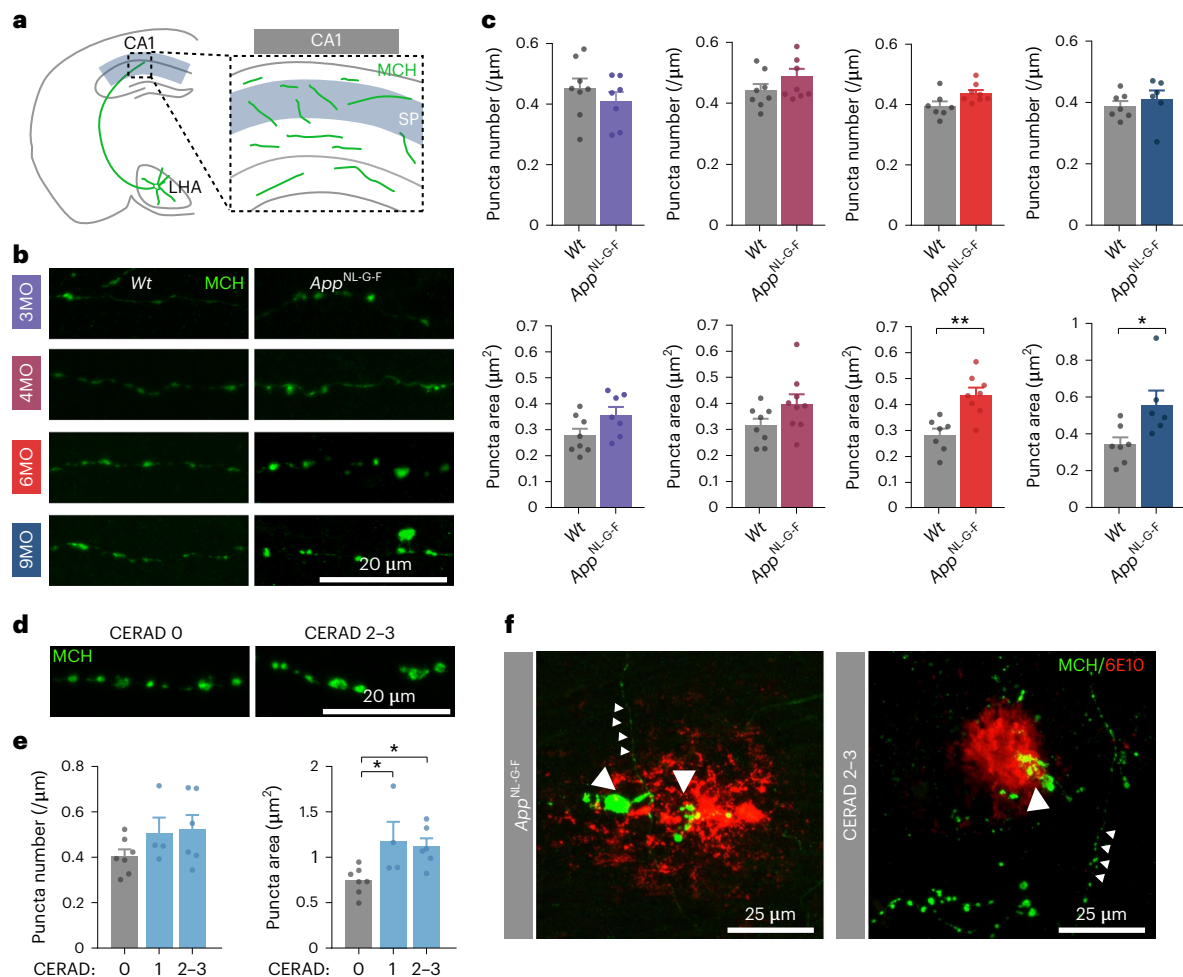 a
CA1
LHA
CA1
MCH
SP
b
Wt
MCH
App^NL-G-F
3MO
4MO
6MO
9MO
20 µm
c
Puncta number (/µm)
0.6
0.4
0.2
0
Wt
App^NL-G-F
Puncta number (/µm)
0.6
0.4
0.2
0
Wt
App^NL-G-F
Puncta number (/µm)
0.6
0.4
0.2
0
Wt
App^NL-G-F
Puncta number (/µm)
0.6
0.4
0.2
0
Wt
App^NL-G-F
Puncta area (µm²)
0.7
0.6
0.5
0.4
0.3
0.2
0.1
0
Wt
App^NL-G-F
Puncta area (µm²)
0.7
0.6
0.5
0.4
0.3
0.2
0.1
0
Wt
App^NL-G-F
Puncta area (µm²)
0.7
0.6
0.5
0.4
0.3
0.2
0.1
0
**
Wt
App^NL-G-F
Puncta area (µm²)
1
0.8
0.6
0.4
0.2
0
*
Wt
App^NL-G-F
d
CERAD 0
CERAD 2–3
MCH
20 µm
e
Puncta number (/µm)
0.8
0.6
0.4
0.2
0
CERAD: 0 1 2–3
Puncta area (µm²)
2
1.5
1
0.5
0
*
*
CERAD: 0 1 2–3
f
App^NL-G-F
25 µm
CERAD 2–3
MCH/6E10
25 µm